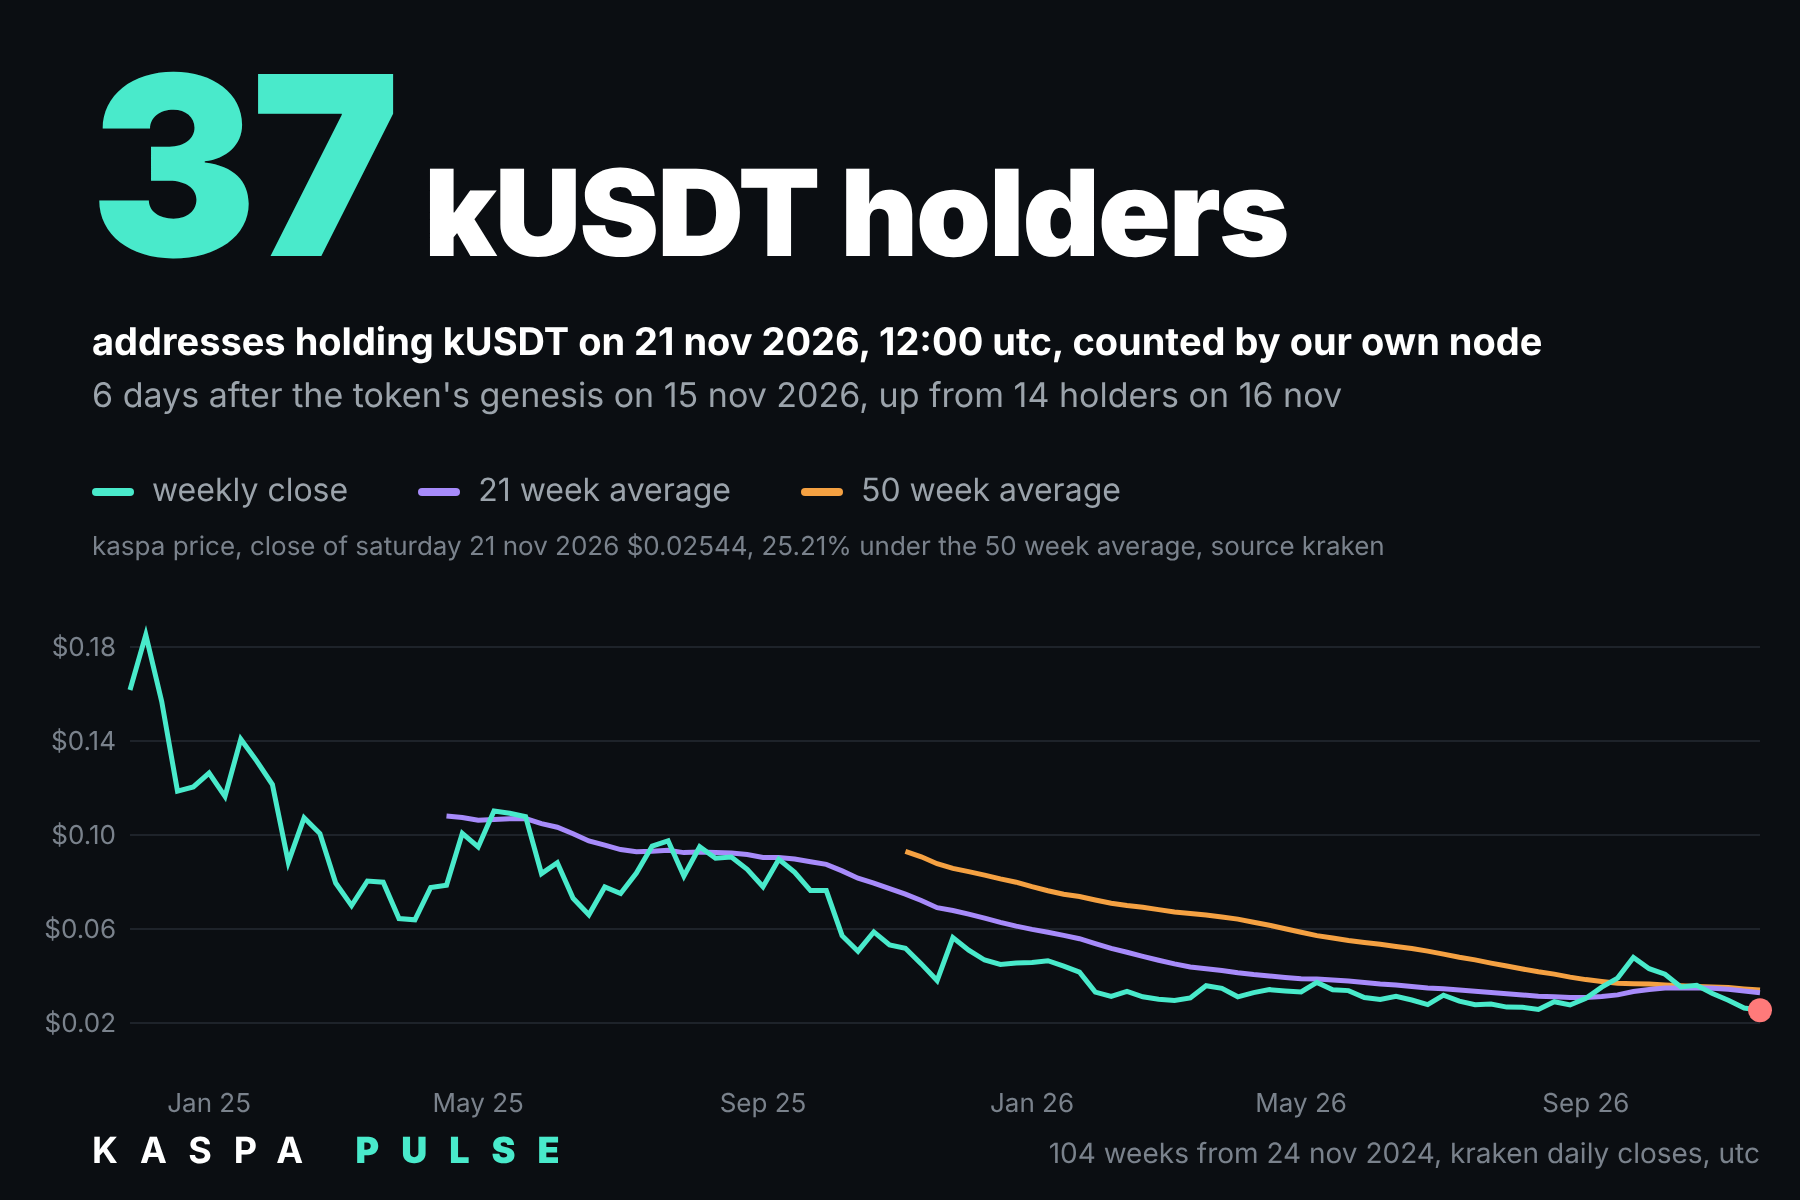 37 kUSDT holders
addresses holding kUSDT on 21 nov 2026, 12:00 utc, counted by our own node
6 days after the token's genesis on 15 nov 2026, up from 14 holders on 16 nov
weekly close 21 week average 50 week average
kaspa price, close of saturday 21 nov 2026 $0.02544, 25.21% under the 50 week average, source kraken
$0.18
$0.14
$0.10
$0.06
$0.02
Jan 25 May 25 Sep 25 Jan 26 May 26 Sep 26
KASPA PULSE
104 weeks from 24 nov 2024, kraken daily closes, utc